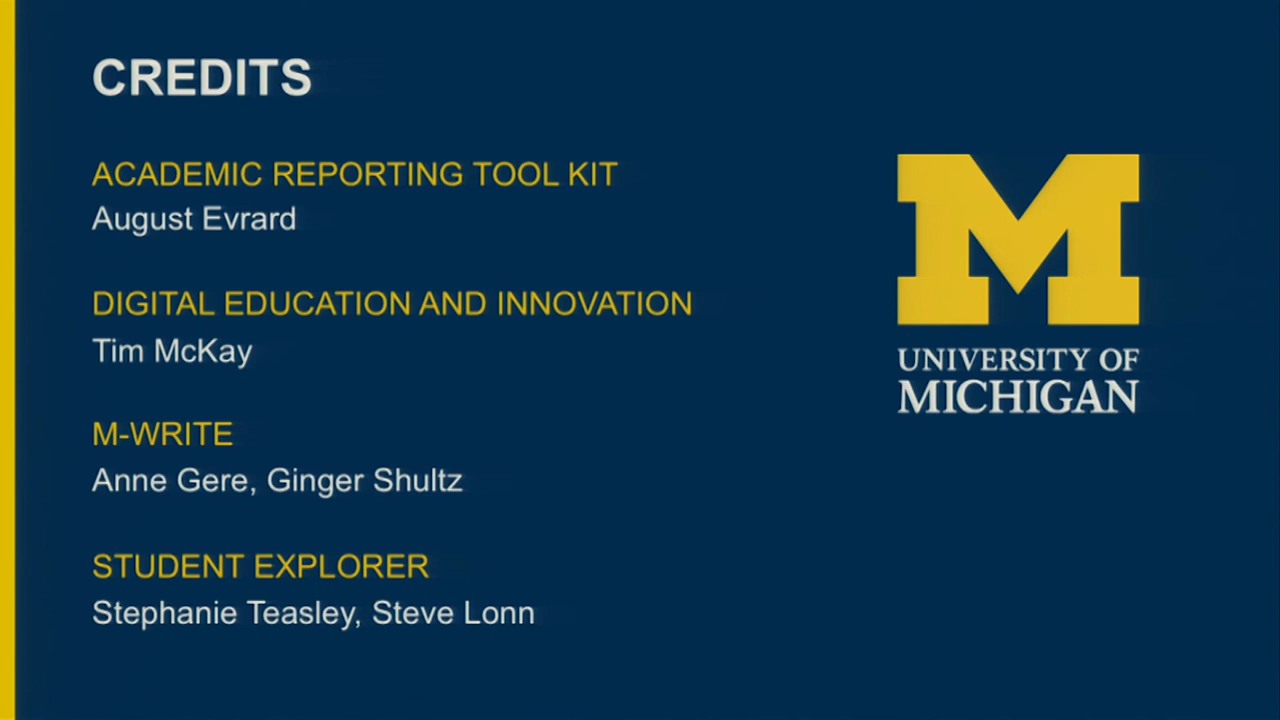 CREDITS
ACADEMIC REPORTING TOOL KIT
August Evrard
DIGITAL EDUCATION AND INNOVATION
Tim McKay
M-WRITE
Anne Gere, Ginger Shultz
STUDENT EXPLORER
Stephanie Teasley, Steve Lonn
M
UNIVERSITY OF
MICHIGAN